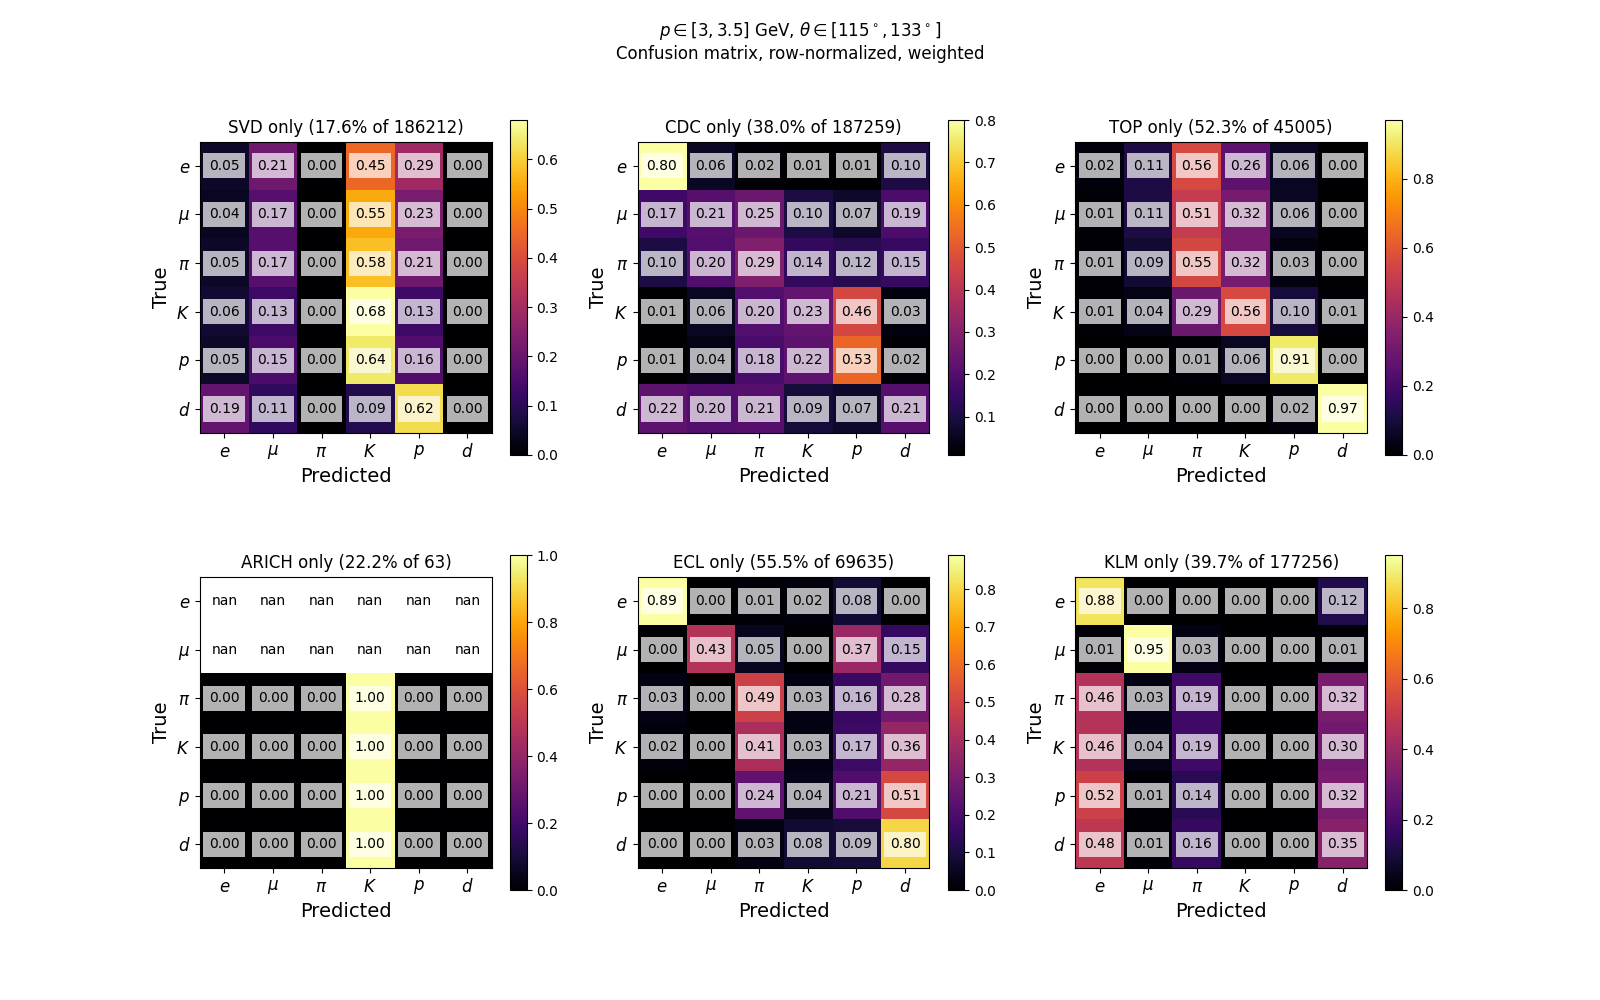 p ∈ [3, 3.5] GeV, θ ∈ [115°, 133°]
Confusion matrix, row-normalized, weighted
SVD only (17.6% of 186212)
True
e 0.05 0.21 0.00 0.45 0.29 0.00
μ 0.04 0.17 0.00 0.55 0.23 0.00
π 0.05 0.17 0.00 0.58 0.21 0.00
K 0.06 0.13 0.00 0.68 0.13 0.00
p 0.05 0.15 0.00 0.64 0.16 0.00
d 0.19 0.11 0.00 0.09 0.62 0.00
e μ π K p d
Predicted
0.6
0.5
0.4
0.3
0.2
0.1
0.0
CDC only (38.0% of 187259)
True
e 0.80 0.06 0.02 0.01 0.01 0.10
μ 0.17 0.21 0.25 0.10 0.07 0.19
π 0.10 0.20 0.29 0.14 0.12 0.15
K 0.01 0.06 0.20 0.23 0.46 0.03
p 0.01 0.04 0.18 0.22 0.53 0.02
d 0.22 0.20 0.21 0.09 0.07 0.21
e μ π K p d
Predicted
0.8
0.7
0.6
0.5
0.4
0.3
0.2
0.1
TOP only (52.3% of 45005)
True
e 0.02 0.11 0.56 0.26 0.06 0.00
μ 0.01 0.11 0.51 0.32 0.06 0.00
π 0.01 0.09 0.55 0.32 0.03 0.00
K 0.01 0.04 0.29 0.56 0.10 0.01
p 0.00 0.00 0.01 0.06 0.91 0.00
d 0.00 0.00 0.00 0.00 0.02 0.97
e μ π K p d
Predicted
0.8
0.6
0.4
0.2
0.0
ARICH only (22.2% of 63)
True
e nan nan nan nan nan nan
μ nan nan nan nan nan nan
π 0.00 0.00 0.00 1.00 0.00 0.00
K 0.00 0.00 0.00 1.00 0.00 0.00
p 0.00 0.00 0.00 1.00 0.00 0.00
d 0.00 0.00 0.00 1.00 0.00 0.00
e μ π K p d
Predicted
1.0
0.8
0.6
0.4
0.2
0.0
ECL only (55.5% of 69635)
True
e 0.89 0.00 0.01 0.02 0.08 0.00
μ 0.00 0.43 0.05 0.00 0.37 0.15
π 0.03 0.00 0.49 0.03 0.16 0.28
K 0.02 0.00 0.41 0.03 0.17 0.36
p 0.00 0.00 0.24 0.04 0.21 0.51
d 0.00 0.00 0.03 0.08 0.09 0.80
e μ π K p d
Predicted
0.8
0.7
0.6
0.5
0.4
0.3
0.2
0.1
0.0
KLM only (39.7% of 177256)
True
e 0.88 0.00 0.00 0.00 0.00 0.12
μ 0.01 0.95 0.03 0.00 0.00 0.01
π 0.46 0.03 0.19 0.00 0.00 0.32
K 0.46 0.04 0.19 0.00 0.00 0.30
p 0.52 0.01 0.14 0.00 0.00 0.32
d 0.48 0.01 0.16 0.00 0.00 0.35
e μ π K p d
Predicted
0.8
0.6
0.4
0.2
0.0